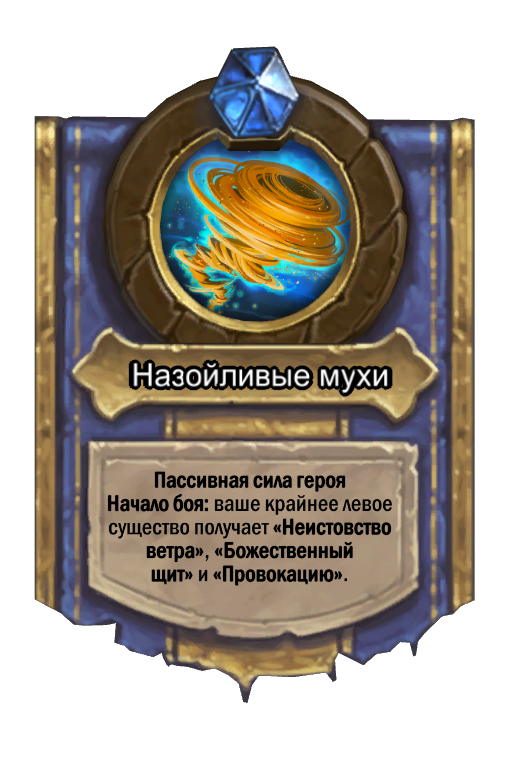 Назойливые мухи
Пассивная сила героя
Начало боя: ваше крайнее левое
существо получает «Неистовство
ветра», «Божественный
щит» и «Провокацию».